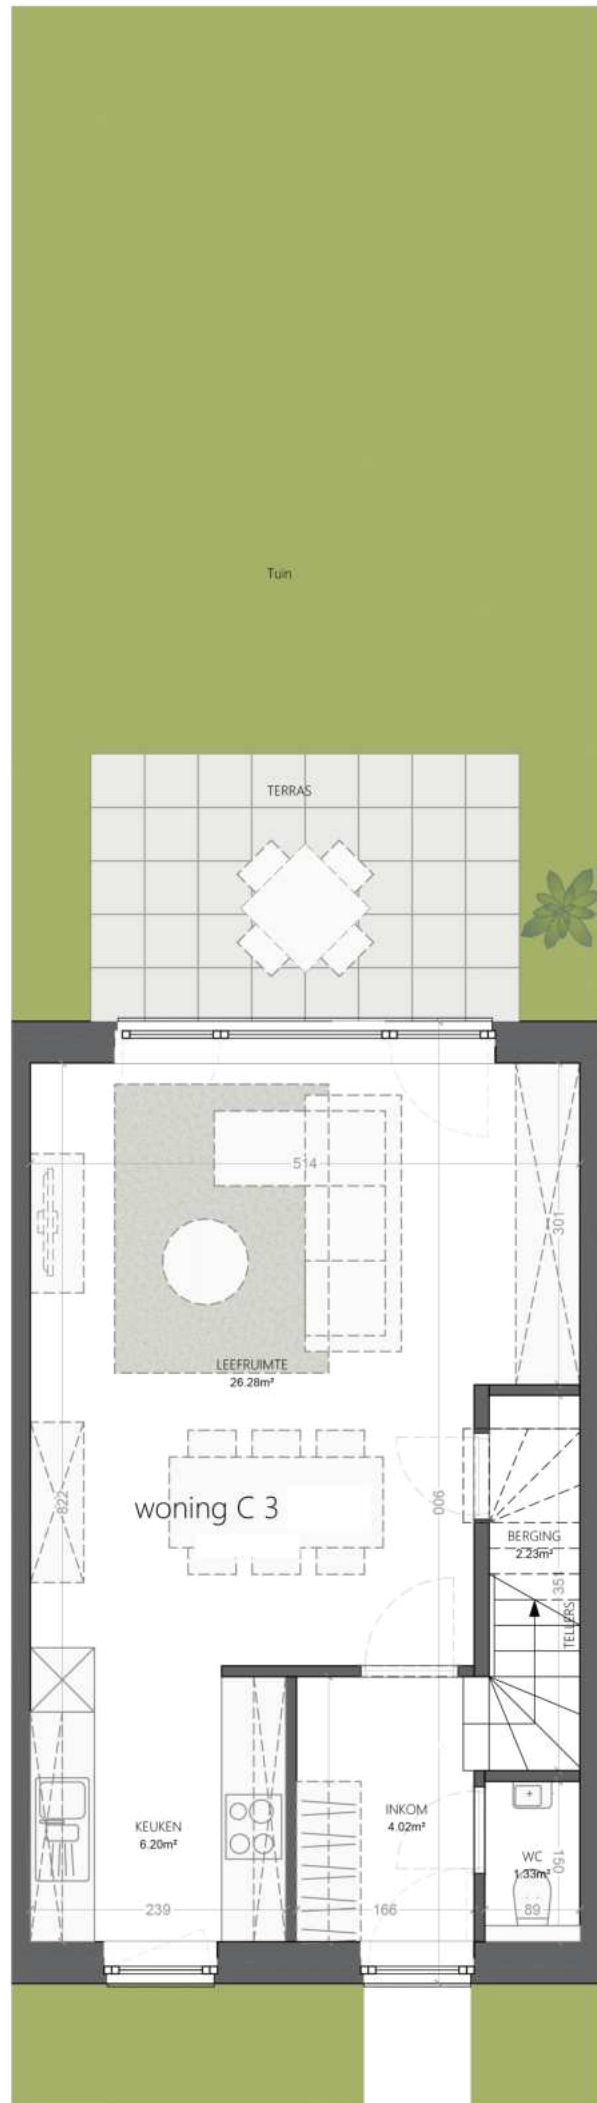 Tuin
TERRAS
514
301
LEEFRUIMTE
26.28m²
822
woning C 3
900
BERGING
2.23m²
351
TELLERS
KEUKEN
6.20m²
INKOM
4.02m²
WC
1.33m²
150
239
166
89